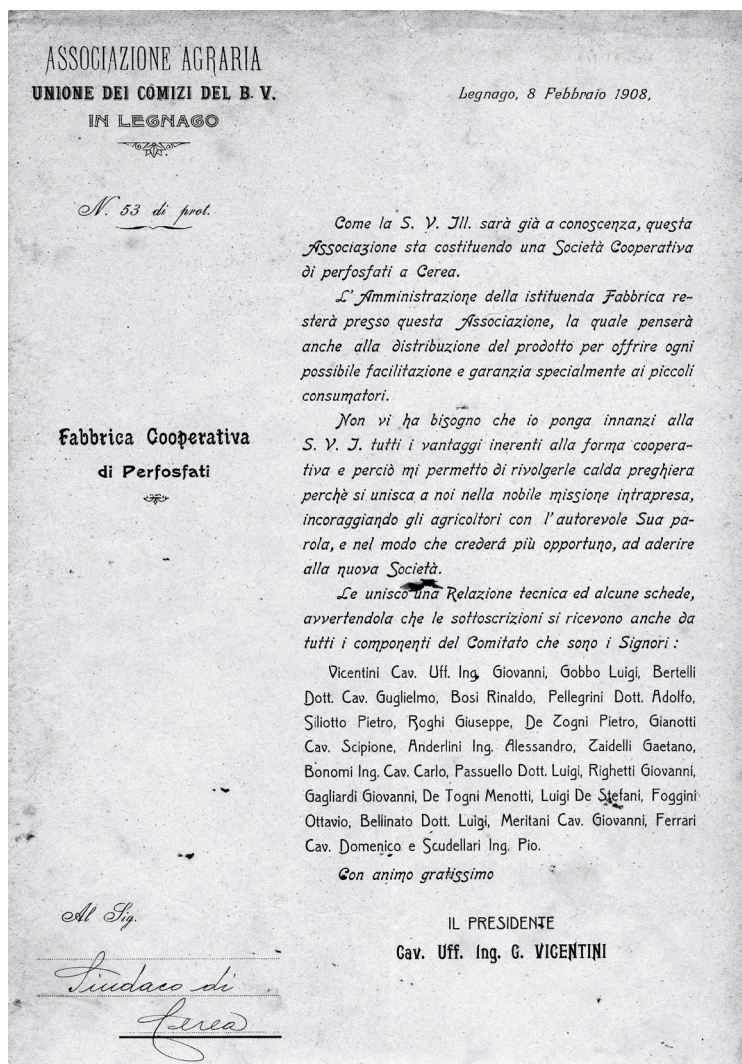 ASSOCIAZIONE AGRARIA
UNIONE DEI COMIZI DEL B. V.
IN LEGNAGO
Legnago, 8 Febbraio 1908,
N. 53 di prot.
Come la S. V. Ill. sarà già a conoscenza, questa
Associazione sta costituendo una Società Cooperativa
di perfosfati a Cerea.
L'Amministrazione della istituenda Fabbrica re-
sterà presso questa Associazione, la quale penserà
anche alla distribuzione del prodotto per offrire ogni
possibile facilitazione e garanzia specialmente ai piccoli
consumatori.
Non vi ha bisogno che io ponga innanzi alla
S. V. I. tutti i vantaggi inerenti alla forma coopera-
tiva e perciò mi permetto di rivolgerle calda preghiera
perchè si unisca a noi nella nobile missione intrapresa,
incoraggiando gli agricoltori con l'autorevole Sua pa-
rola, e nel modo che crederá più opportuno, ad aderire
alla nuova Società.
Le unisco una Relazione tecnica ed alcune schede,
avvertendola che le sottoscrizioni si ricevono anche da
tutti i componenti del Comitato che sono i Signori :
Vicentini Cav. Uff. Ing. Giovanni, Gobbo Luigi, Bertelli
Dott. Cav. Guglielmo, Bosi Rinaldo, Pellegrini Dott. Adolfo,
Siliotto Pietro, Roghi Giuseppe, De Togni Pietro, Gianotti
Cav. Scipione, Anderlini Ing. Alessandro, Zaidelli Gaetano,
Bonomi Ing. Cav. Carlo, Passuello Dott. Luigi, Righetti Giovanni,
Gagliardi Giovanni, De Togni Menotti, Luigi De Stefani, Foggini
Ottavio, Bellinato Dott. Luigi, Meritani Cav. Giovanni, Ferrari
Cav. Domenico e Scudellari Ing. Pio.
Con animo gratissimo
IL PRESIDENTE
Cav. Uff. Ing. G. VICENTINI
Fabbrica Cooperativa
di Perfosfati
Al Sig.
Sindaco di
Cerea